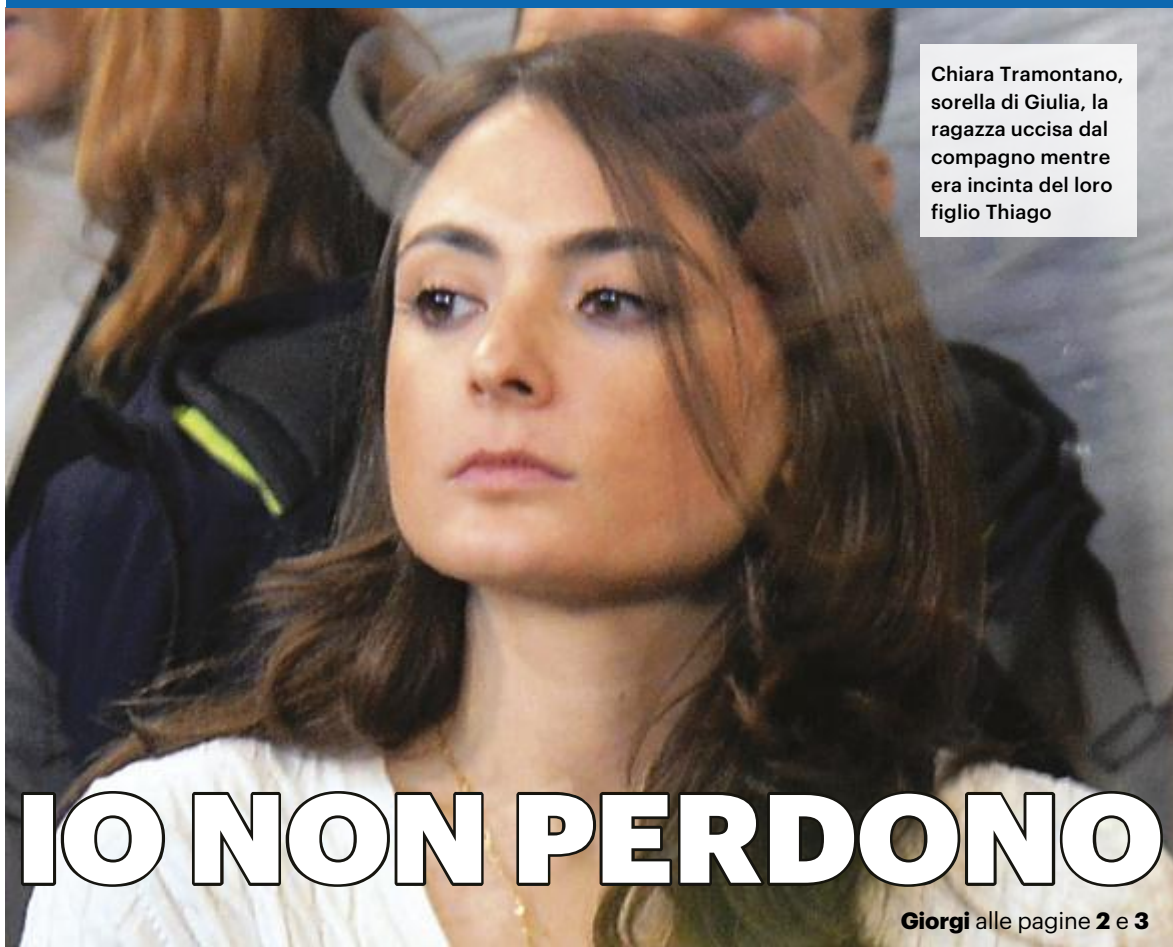 Chiara Tramontano,
sorella di Giulia, la
ragazza uccisa dal
compagno mentre
era incinta del loro
figlio Thiago
IO NON PERDONO
Giorgi alle pagine 2 e 3